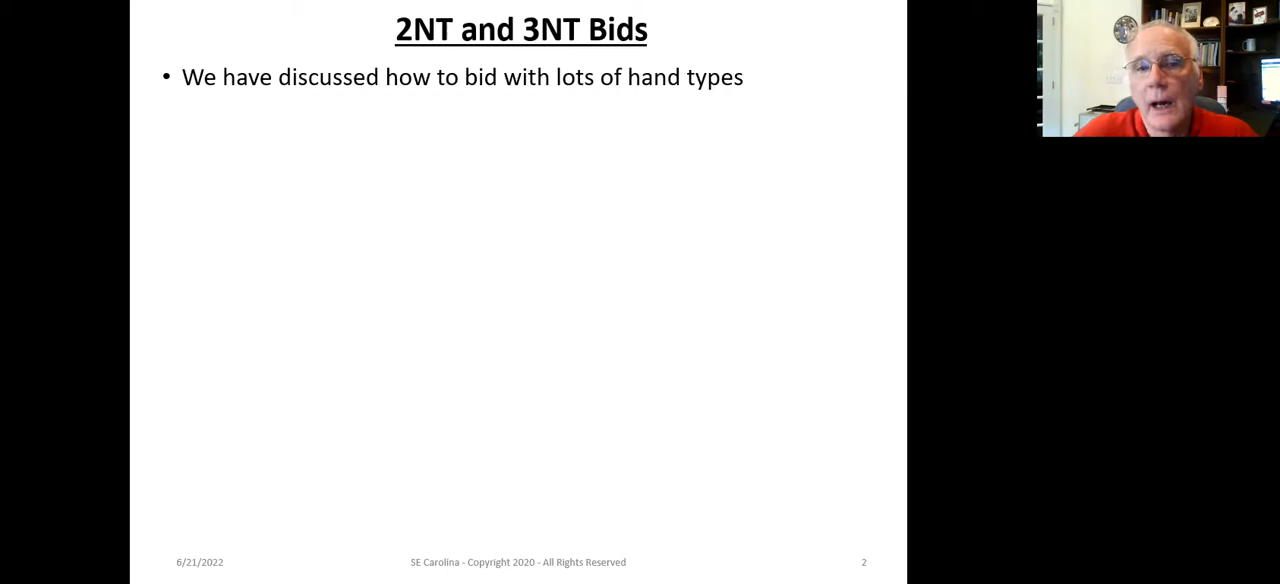 2NT and 3NT Bids
• We have discussed how to bid with lots of hand types
6/21/2022
SE Carolina - Copyright 2020 - All Rights Reserved
2